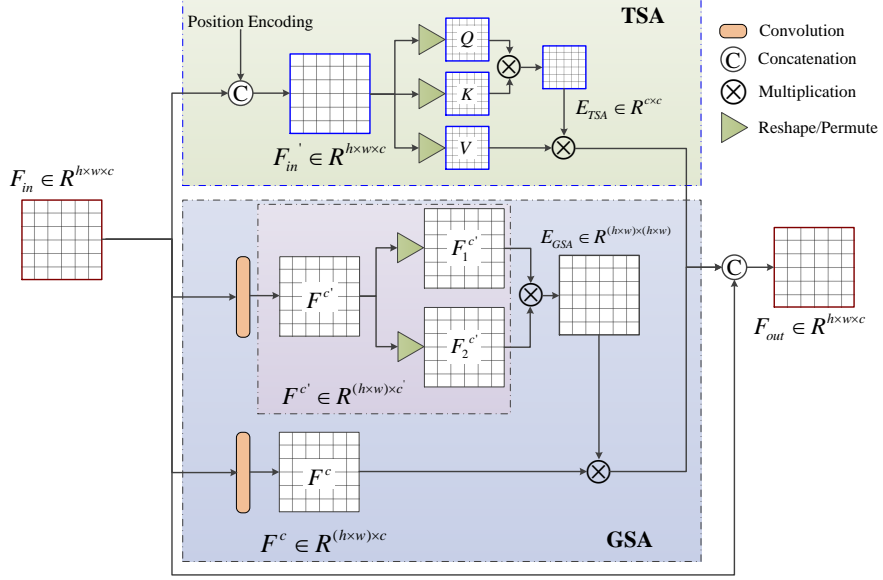 Position Encoding
TSA
Q
K
V
C
F_in' ∈ R^{h×w×c}
E_TSA ∈ R^{c×c}
Convolution
C Concatenation
Multiplication
Reshape/Permute
F_in ∈ R^{h×w×c}
F^{c'}
F_1^{c'}
F_2^{c'}
E_GSA ∈ R^{(h×w)×(h×w)}
F^{c'} ∈ R^{(h×w)×c'}
C
F_out ∈ R^{h×w×c}
F^c
F^c ∈ R^{(h×w)×c}
GSA